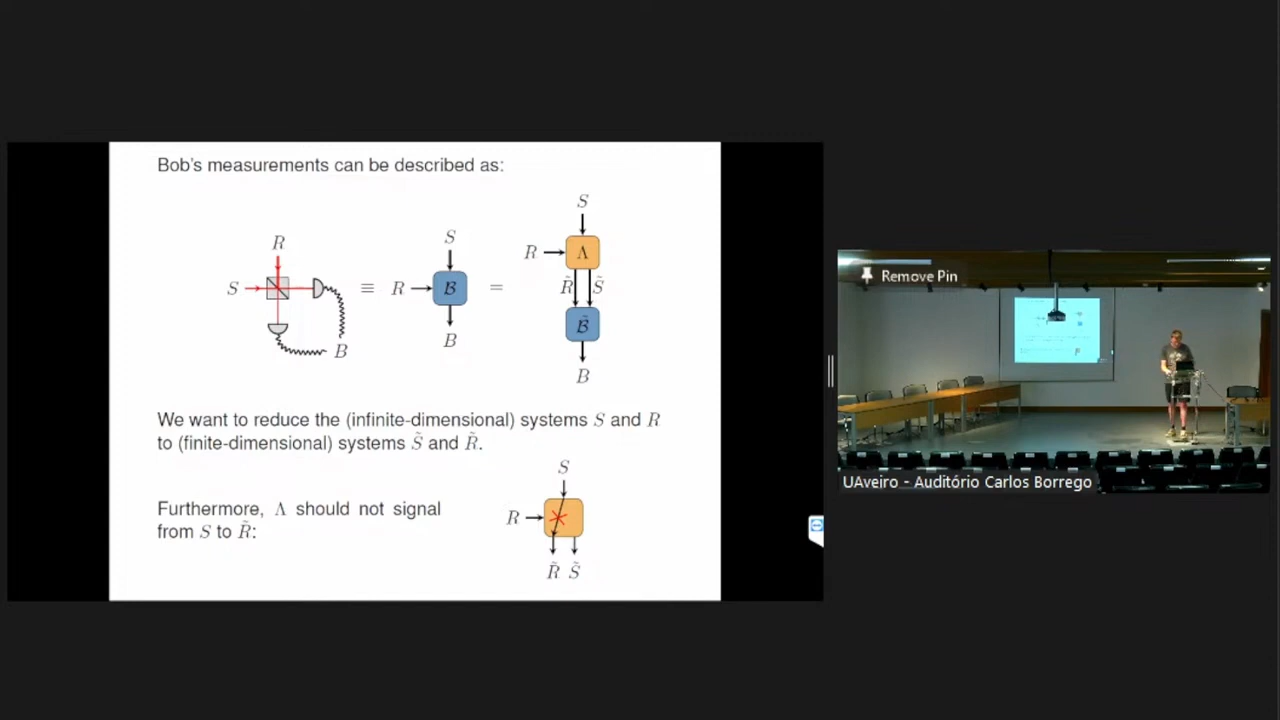 Bob's measurements can be described as:
S
R
S
Λ
R
S
≡
R
B
=
R̃
S̃
B̃
B
B
B
We want to reduce the (infinite-dimensional) systems S and R
to (finite-dimensional) systems S̃ and R̃.
S
Furthermore, Λ should not signal
from S to R̃:
R
R̃ S̃
Remove Pin
UAveiro - Auditório Carlos Borrego